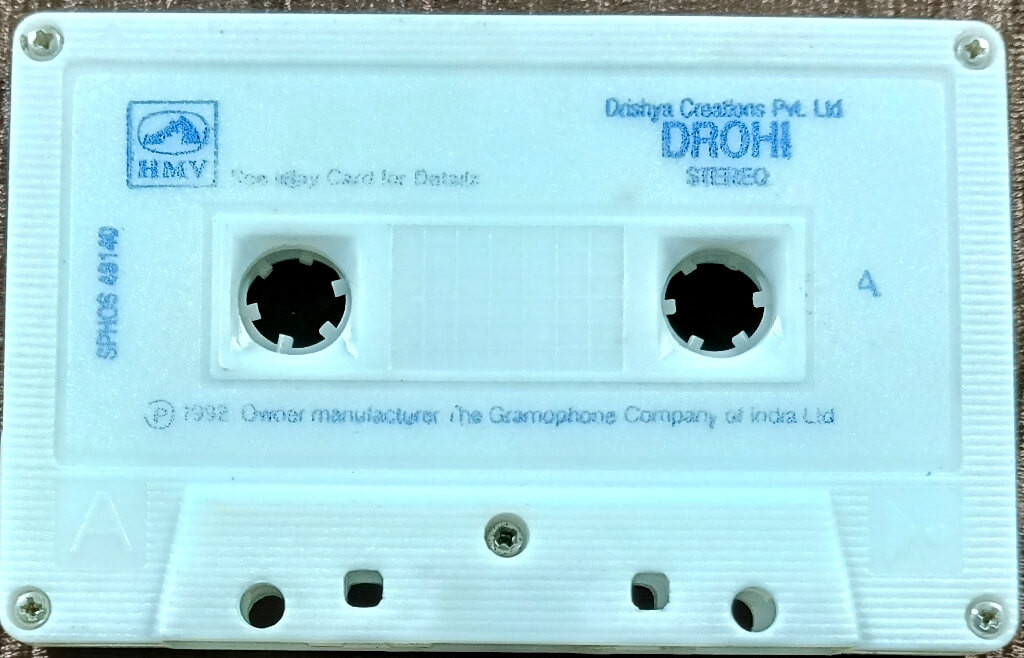 Drishya Creations Pvt. Ltd
DROHI
STEREO
HMV
See inlay Card for Details
SPHOS 48140
A
Ⓟ 1992 Owner manufacturer The Gramophone Company of India Ltd
A